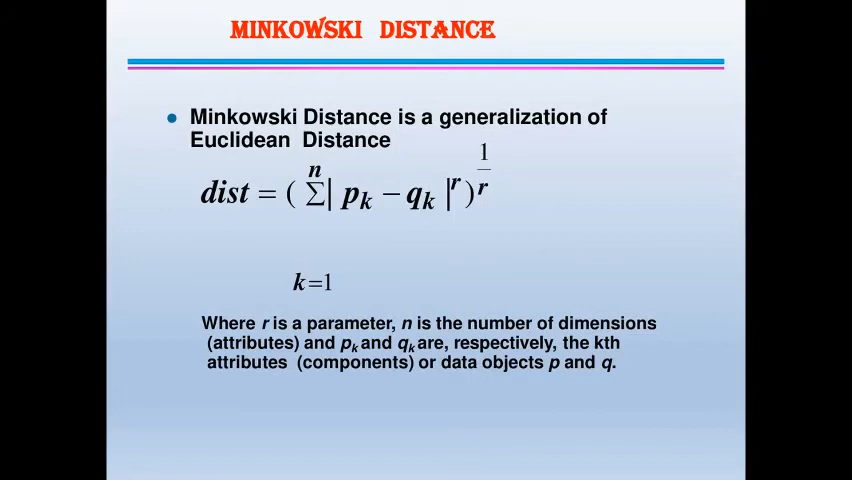 MINKOWSKI DISTANCE
● Minkowski Distance is a generalization of
Euclidean Distance
dist = ( n∑| pk − qk |r ) 1/r
k=1
Where r is a parameter, n is the number of dimensions
(attributes) and pk and qk are, respectively, the kth
attributes (components) or data objects p and q.